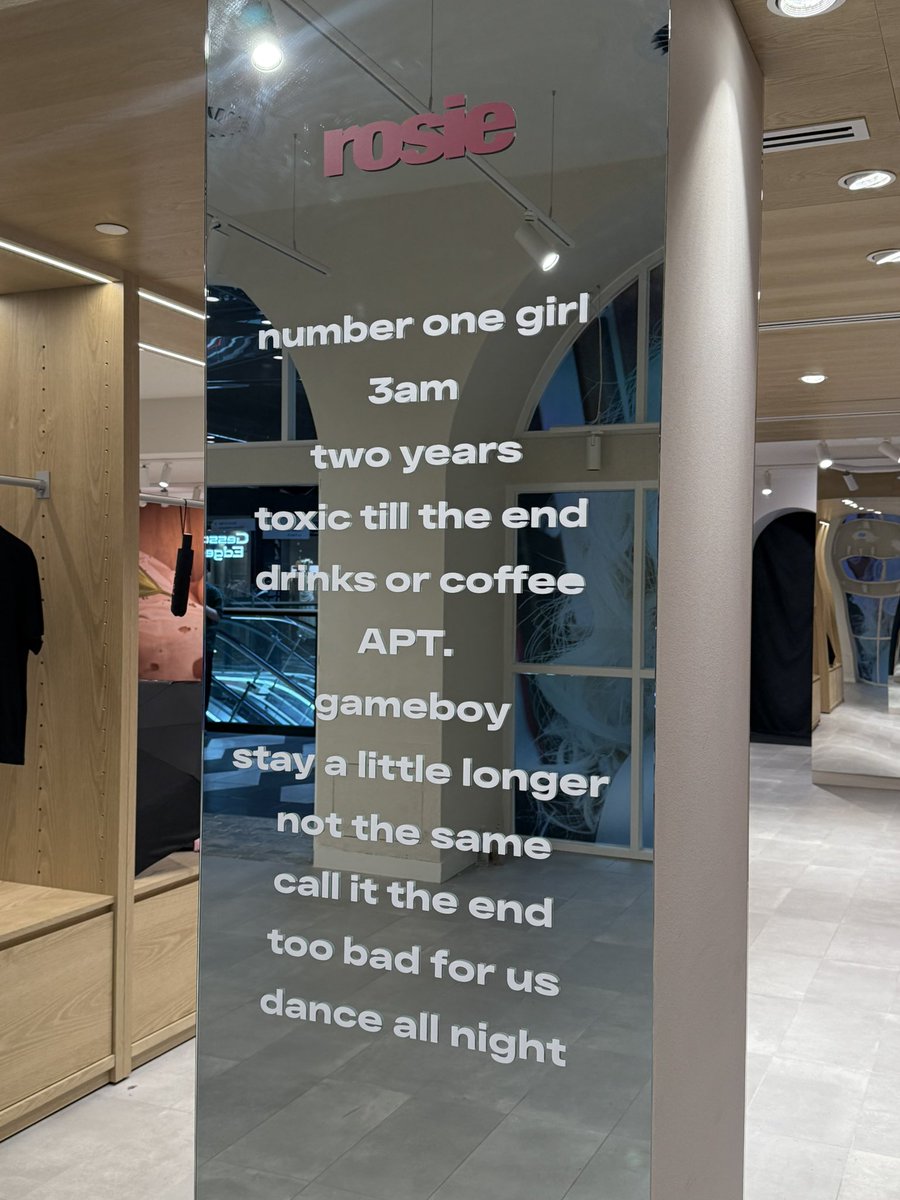 rosie
number one girl
3am
two years
toxic till the end
drinks or coffee
APT.
gameboy
stay a little longer
not the same
call it the end
too bad for us
dance all night